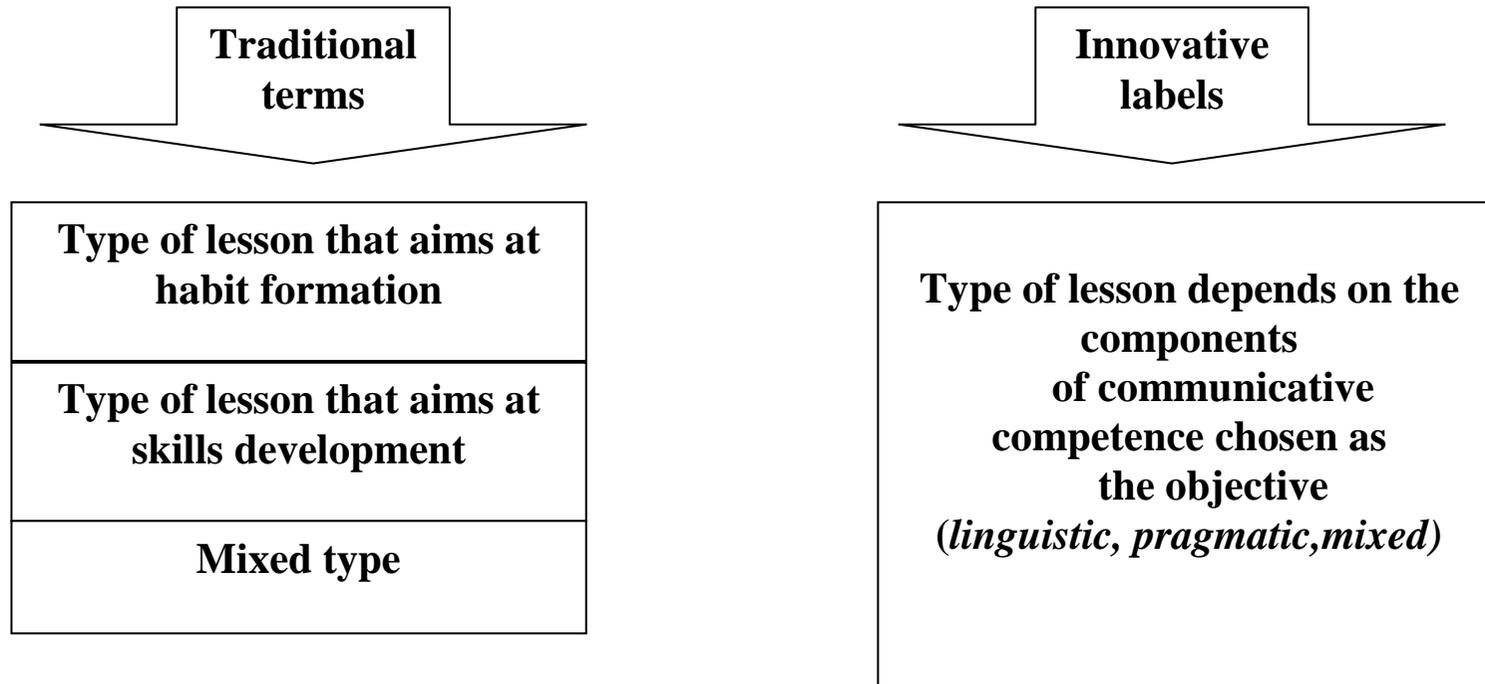 Traditional
terms
Type of lesson that aims at
habit formation
Type of lesson that aims at
skills development
Mixed type
Innovative
labels
Type of lesson depends on the
components
of communicative
competence chosen as
the objective
(linguistic, pragmatic,mixed)